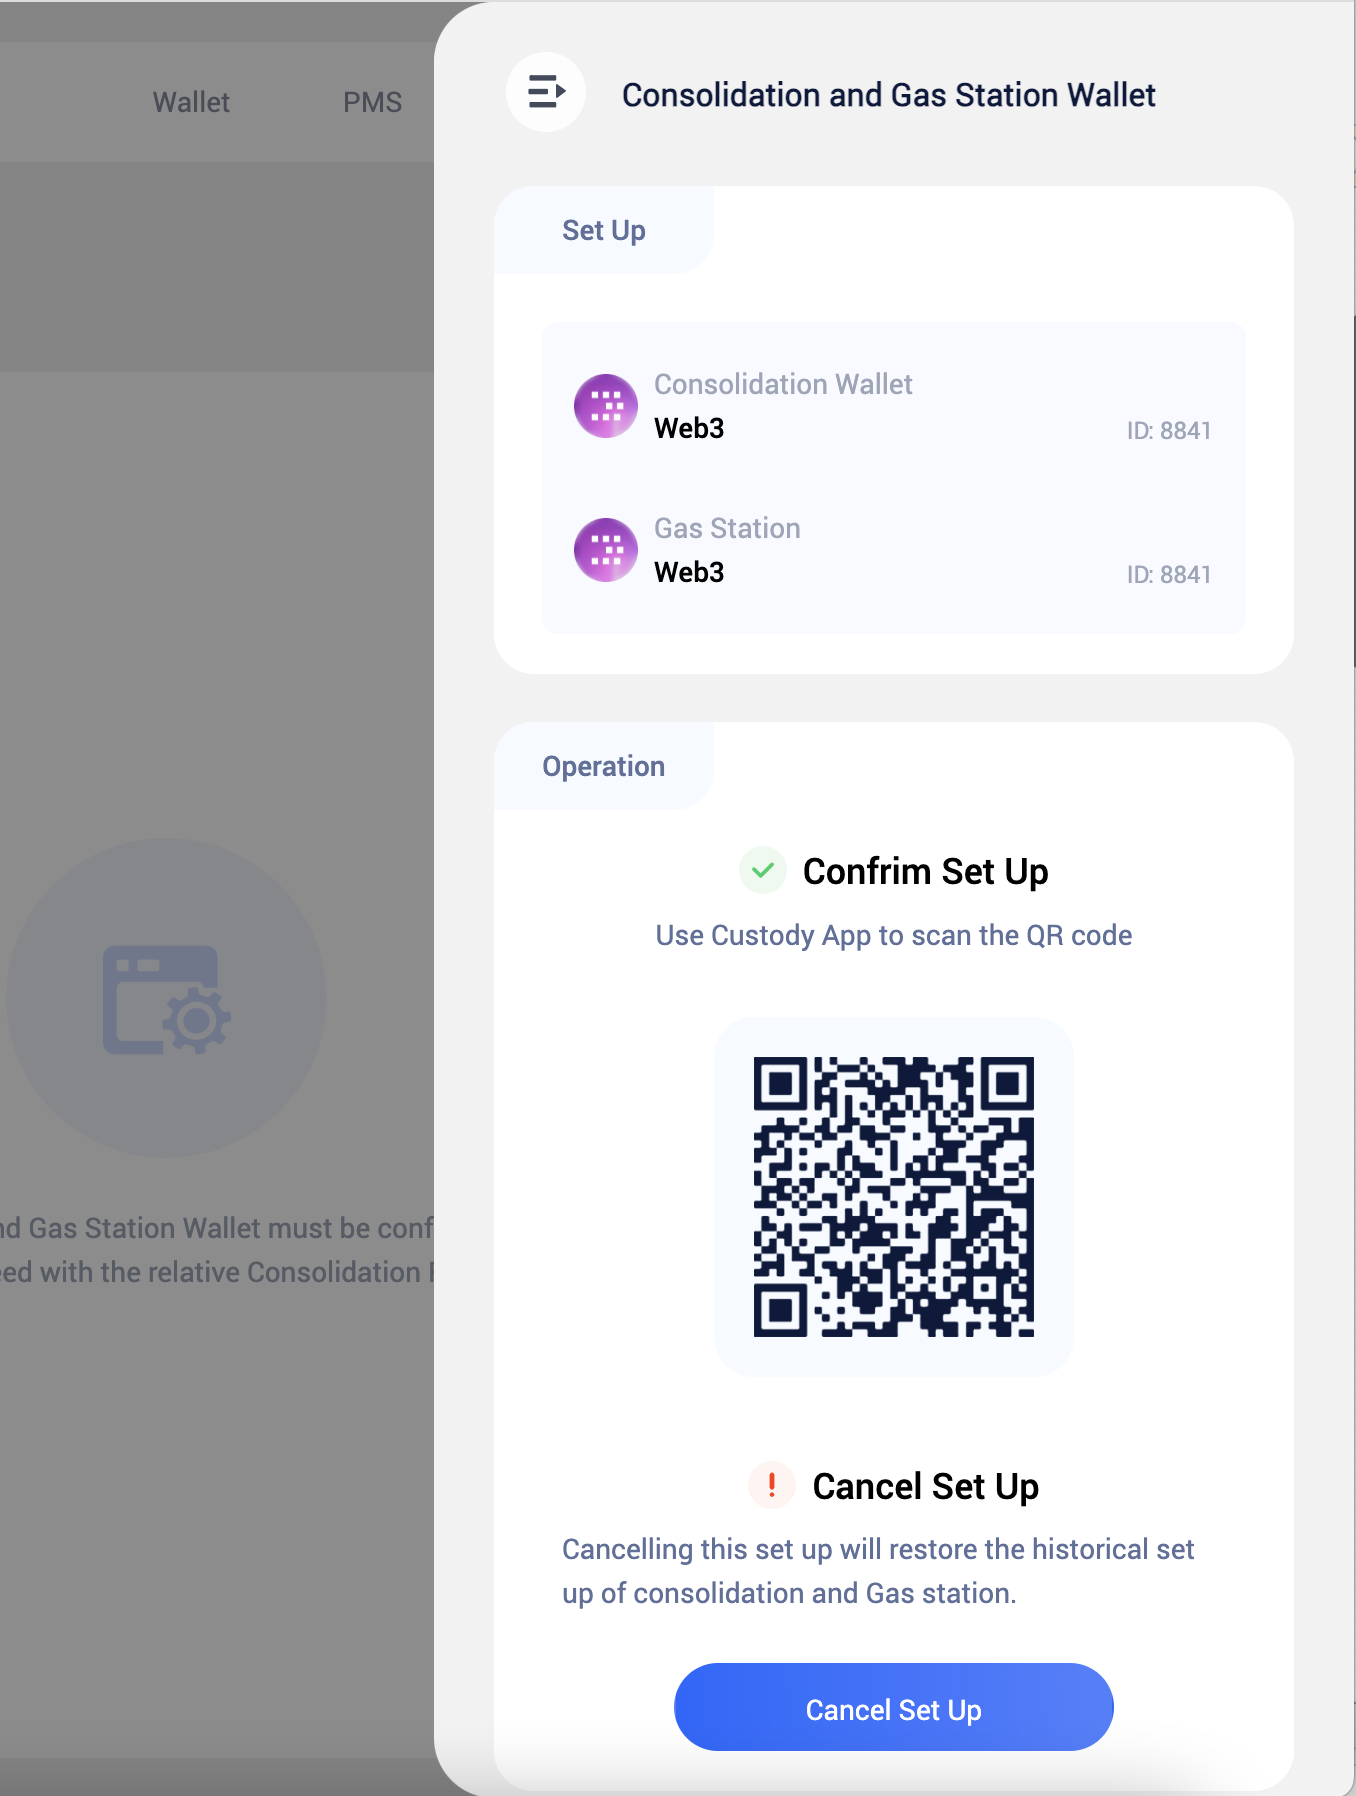 Wallet
PMS
Consolidation and Gas Station Wallet
Set Up
Consolidation Wallet
Web3
ID: 8841
Gas Station
Web3
ID: 8841
Operation
Confrim Set Up
Use Custody App to scan the QR code
nd Gas Station Wallet must be conf
eed with the relative Consolidation
Cancel Set Up
Cancelling this set up will restore the historical set
up of consolidation and Gas station.
Cancel Set Up